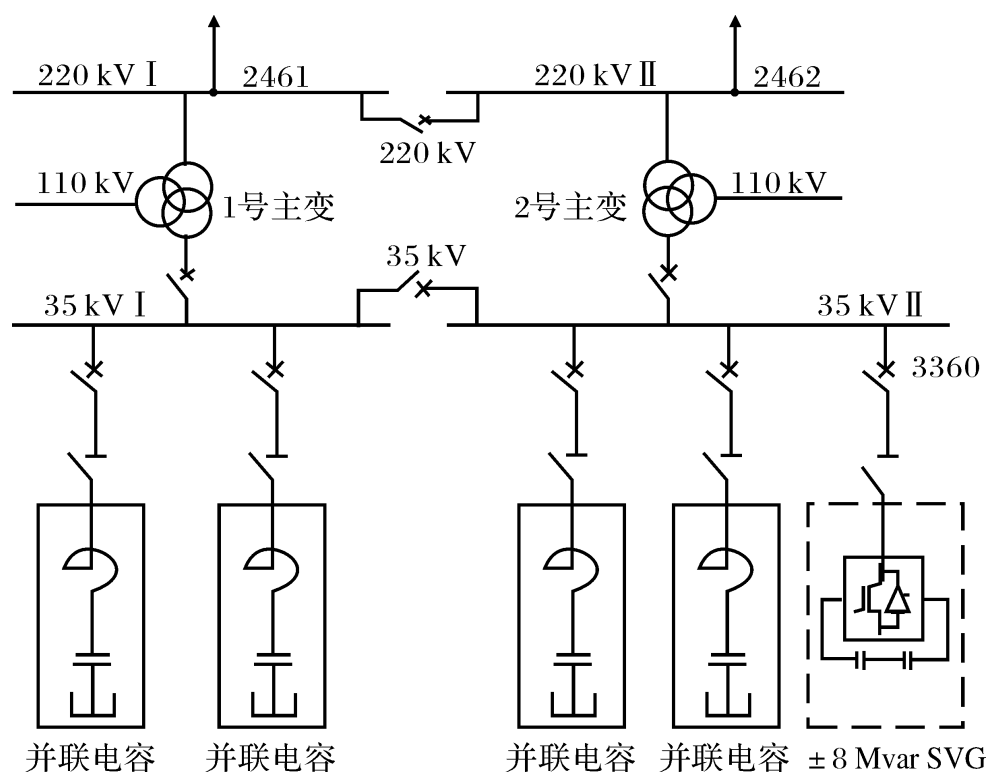 220 kV Ⅰ
2461
220 kV Ⅱ
2462
220 kV
110 kV
1号主变
2号主变
110 kV
35 kV
35 kV Ⅰ
35 kV Ⅱ
3360
并联电容
并联电容
并联电容
并联电容
± 8 Mvar SVG